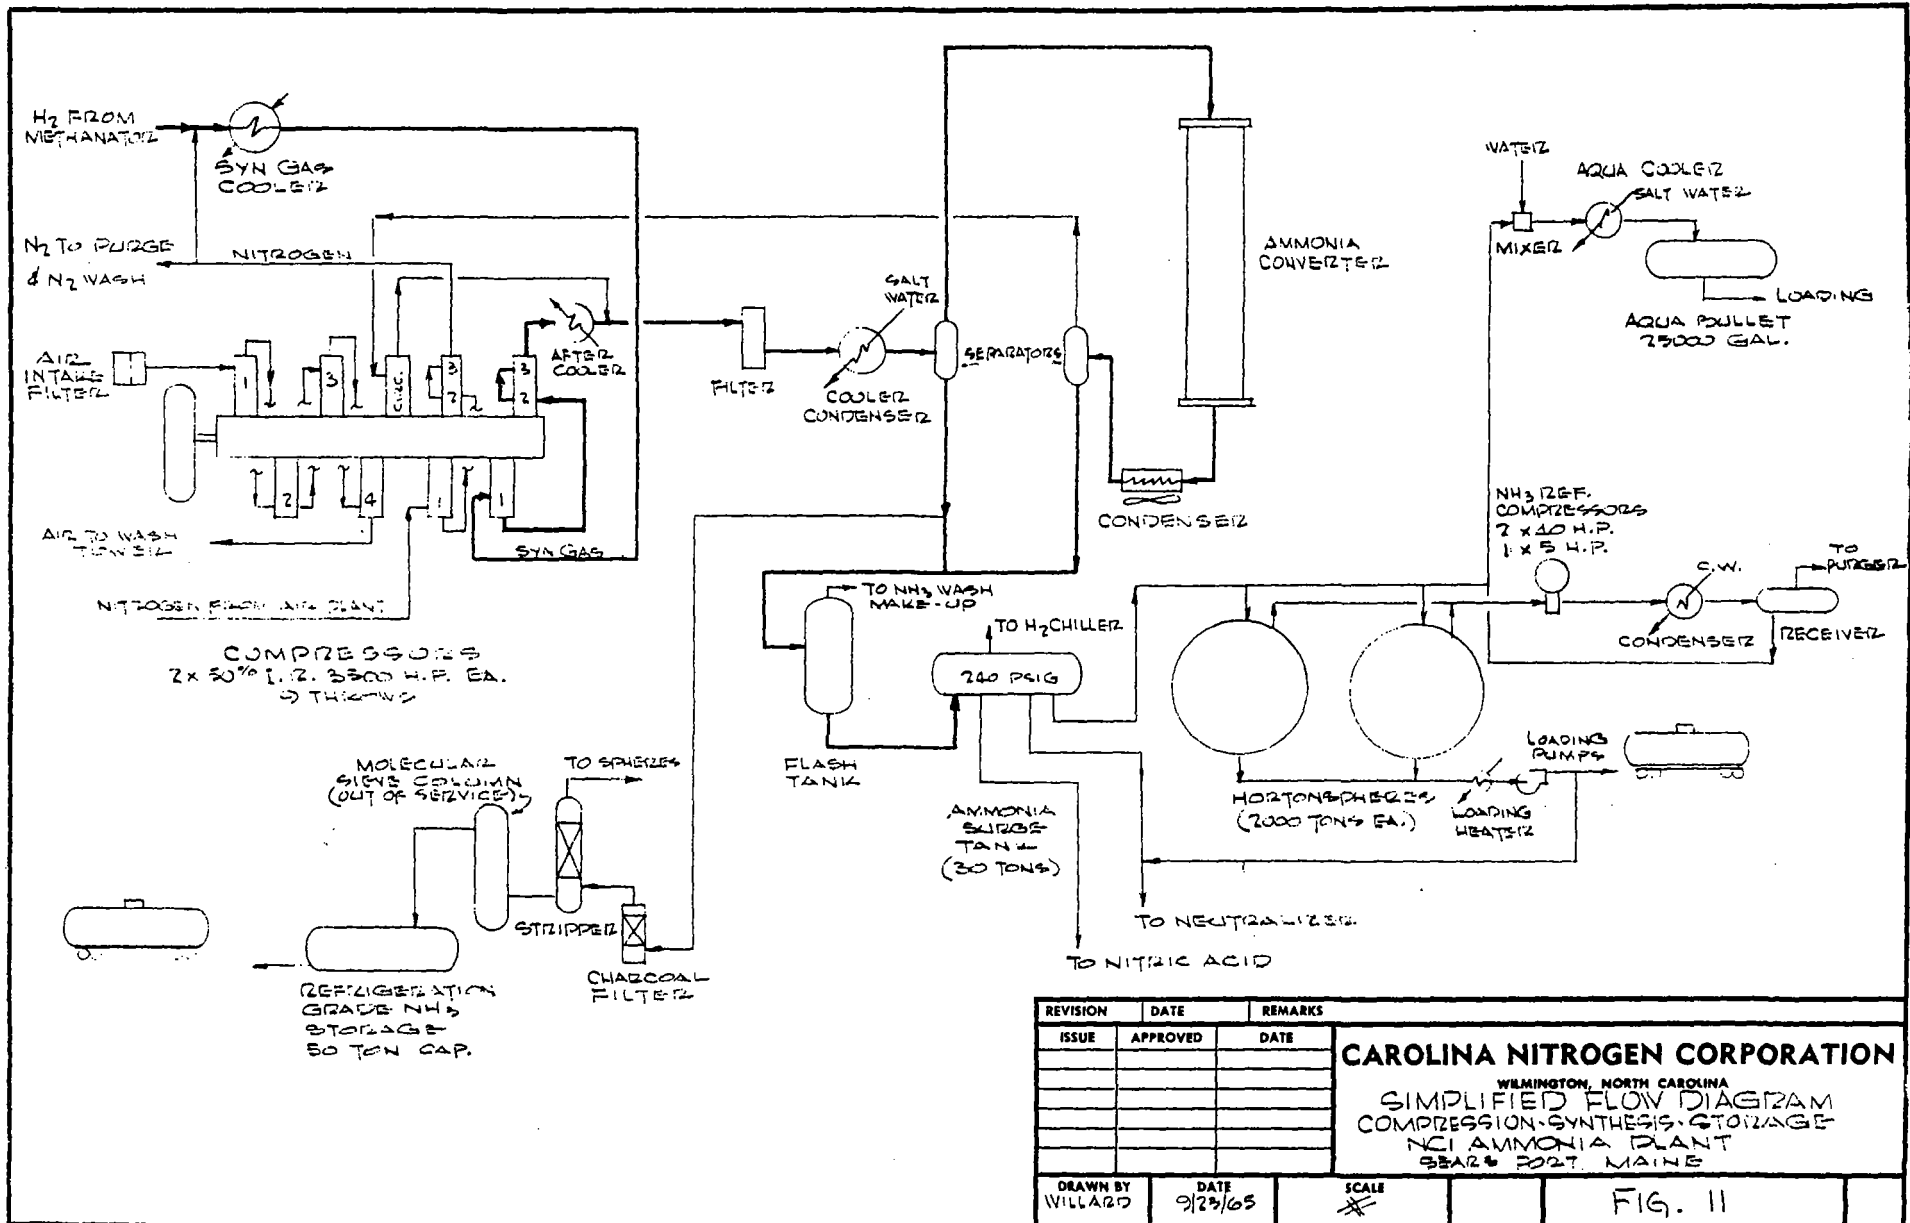 H2 FROM
METHANATOR
SYN GAS
COOLER
N2 TO PURGE
& N2 WASH
NITROGEN
AIR
INTAKE
FILTER
1
3
CIRC.
3
2
3
2
2
4
1
1
AFTER
COOLER
AIR TO WASH
TOWER
SYN GAS
NITROGEN FROM AIR PLANT
COMPRESSORS
2 x 50% I.R. 3500 H.P. EA.
9 THROWS
FILTER
SALT
WATER
COOLER
CONDENSER
SEPARATORS
AMMONIA
CONVERTER
CONDENSER
WATER
MIXER
AQUA COOLER
SALT WATER
LOADING
AQUA BULLET
25000 GAL.
NH3 REF.
COMPRESSORS
2 x 40 H.P.
1 x 5 H.P.
C.W.
TO
PURGER
CONDENSER
RECEIVER
TO NH3 WASH
MAKE-UP
TO H2 CHILLER
240 PSIG
FLASH
TANK
AMMONIA
SURGE
TANK
(30 TONS)
HORTONSPHERES
(2000 TONS EA.)
LOADING
HEATER
LOADING
PUMPS
TO NEUTRALIZER
TO NITRIC ACID
MOLECULAR
SIEVE COLUMN
(OUT OF SERVICE)
TO SPHERES
STRIPPER
CHARCOAL
FILTER
REFRIGERATION
GRADE NH3
STORAGE
50 TON CAP.
REVISION DATE REMARKS
ISSUE APPROVED DATE
CAROLINA NITROGEN CORPORATION
WILMINGTON, NORTH CAROLINA
SIMPLIFIED FLOW DIAGRAM
COMPRESSION-SYNTHESIS-STORAGE
NCI AMMONIA PLANT
SEARSPORT, MAINE
DRAWN BY
WILLARD
DATE
9/23/65
SCALE
FIG. 11